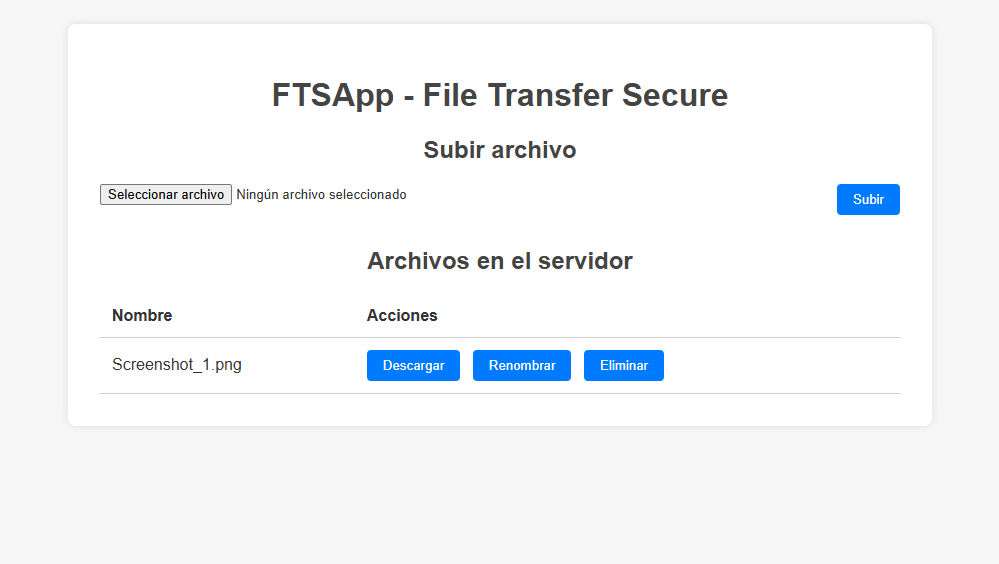 FTSApp - File Transfer Secure
Subir archivo
Seleccionar archivo Ningún archivo seleccionado Subir
Archivos en el servidor
Nombre Acciones
Screenshot_1.png Descargar Renombrar Eliminar